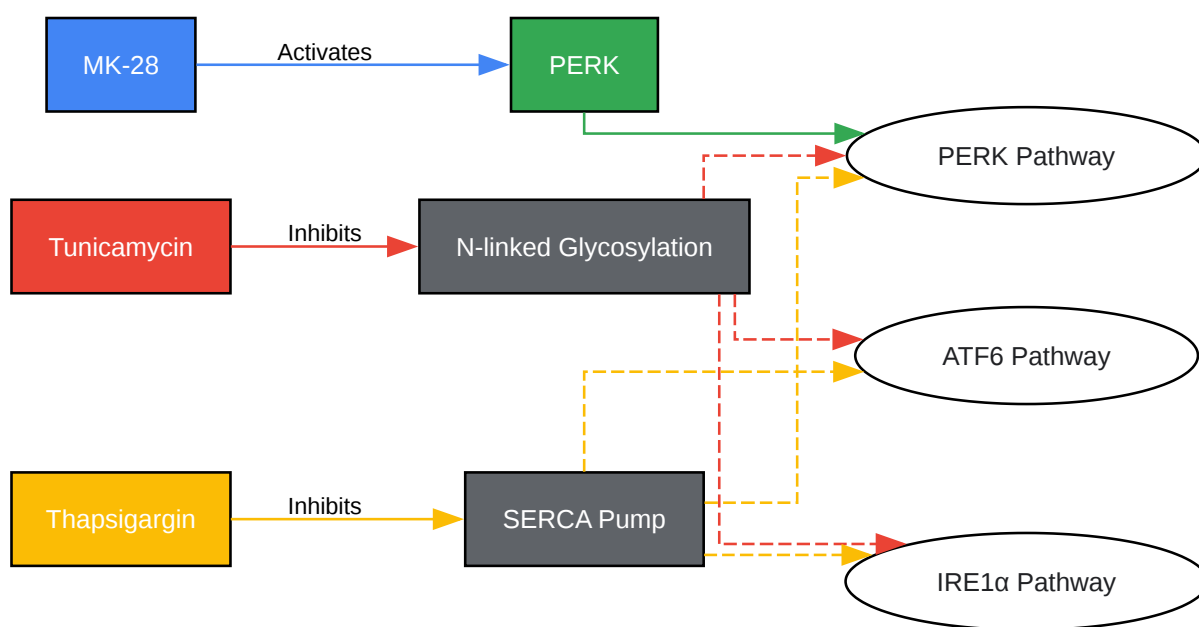 MK-28
Activates
PERK
PERK Pathway
Tunicamycin
Inhibits
N-linked Glycosylation
ATF6 Pathway
Thapsigargin
Inhibits
SERCA Pump
IRE1α Pathway